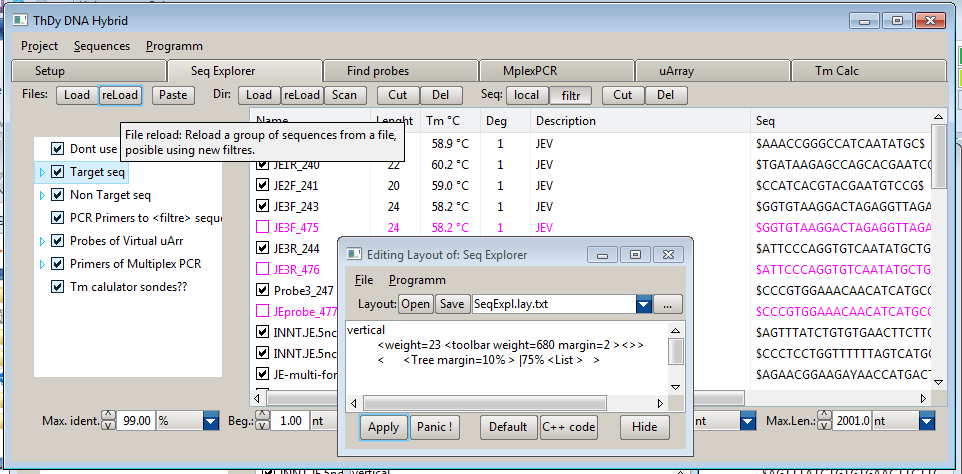 ThDy DNA Hybrid
Project Sequences Programm
Setup Seq Explorer Find probes MplexPCR uArray Tm Calc
Files: Load reLoad Paste Dir: Load reLoad Scan Cut Del Seq: local filtr Cut Del
Name Lenght Tm °C Deg Description Seq
File reload: Reload a group of sequences from a file,
posible using new filtres.
Dont use
Target seq
Non Target seq
PCR Primers to <filtre> seque
Probes of Virtual uArr
Primers of Multiplex PCR
Tm calulator sondes??
58.9 °C 1 JEV $AAACCGGGCCATCAATATGC$
JE1R_240 22 60.2 °C 1 JEV $TGATAAGAGCCAGCACGAATC
JE2F_241 20 59.0 °C 1 JEV $CCATCACGTACGAATGTCCG$
JE3F_243 24 58.2 °C 1 JEV $GGTGTAAGGACTAGAGGTTAGA
JE3F_475 24 58.2 °C 1 JEV $GGTGTAAGGACTAGAGGTTAGA
JE3R_244 $ATTCCCAGGTGTCAATATGCTG
JE3R_476 $ATTCCCAGGTGTCAATATGCTG
Probe3_247 $CCCGTGGAAACAACATCATGC
JEprobe_477 $CCCGTGGAAACAACATCATGC
INNT.JE.5nc $AGTTTATCTGTGTGAACTTCTTG
INNT.JE.5nc $CCCTCCTGGTTTTTTAGTCATGC
JE-multi-for $AGAACGGAAGAYAACCATGACT
Editing Layout of: Seq Explorer
File Programm
Layout: Open Save SeqExpl.lay.txt ...
vertical
<weight=23 <toolbar weight=680 margin=2 ><>>
< <Tree margin=10% > |75% <List > >
Apply Panic ! Default C++ code Hide
Max. ident. 99.00 % Beg.: 1.00 nt Max.Len.: 2001.0 nt
vertical